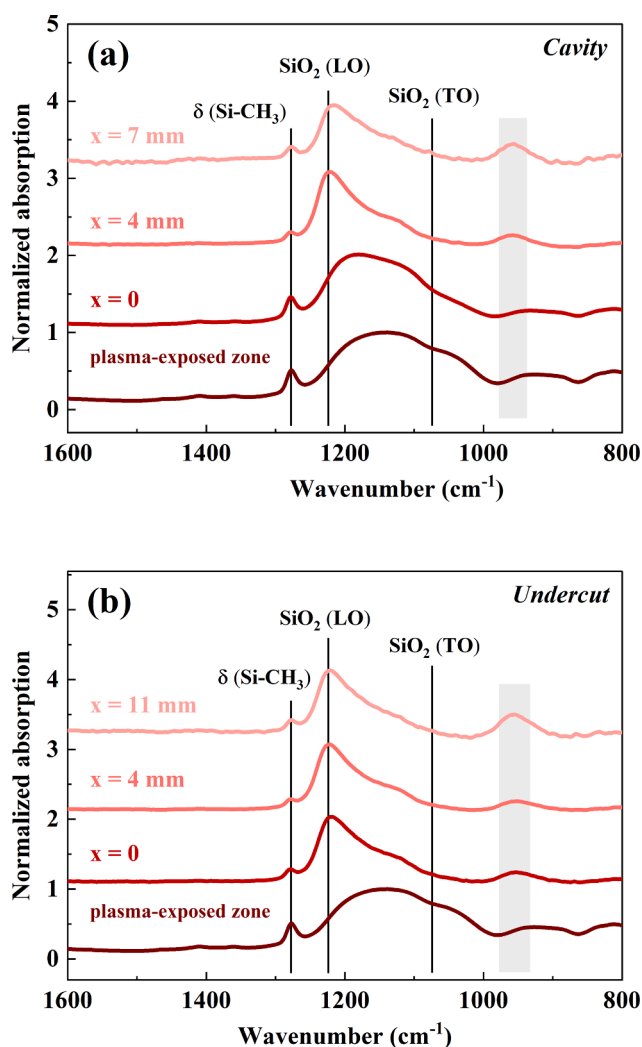 (a)
Cavity
SiO₂ (LO)
SiO₂ (TO)
δ (Si-CH₃)
x = 7 mm
x = 4 mm
x = 0
plasma-exposed zone
Normalized absorption
5
4
3
2
1
0
1600 1400 1200 1000 800
Wavenumber (cm⁻¹)
(b)
Undercut
SiO₂ (LO)
SiO₂ (TO)
δ (Si-CH₃)
x = 11 mm
x = 4 mm
x = 0
plasma-exposed zone
Normalized absorption
5
4
3
2
1
0
1600 1400 1200 1000 800
Wavenumber (cm⁻¹)